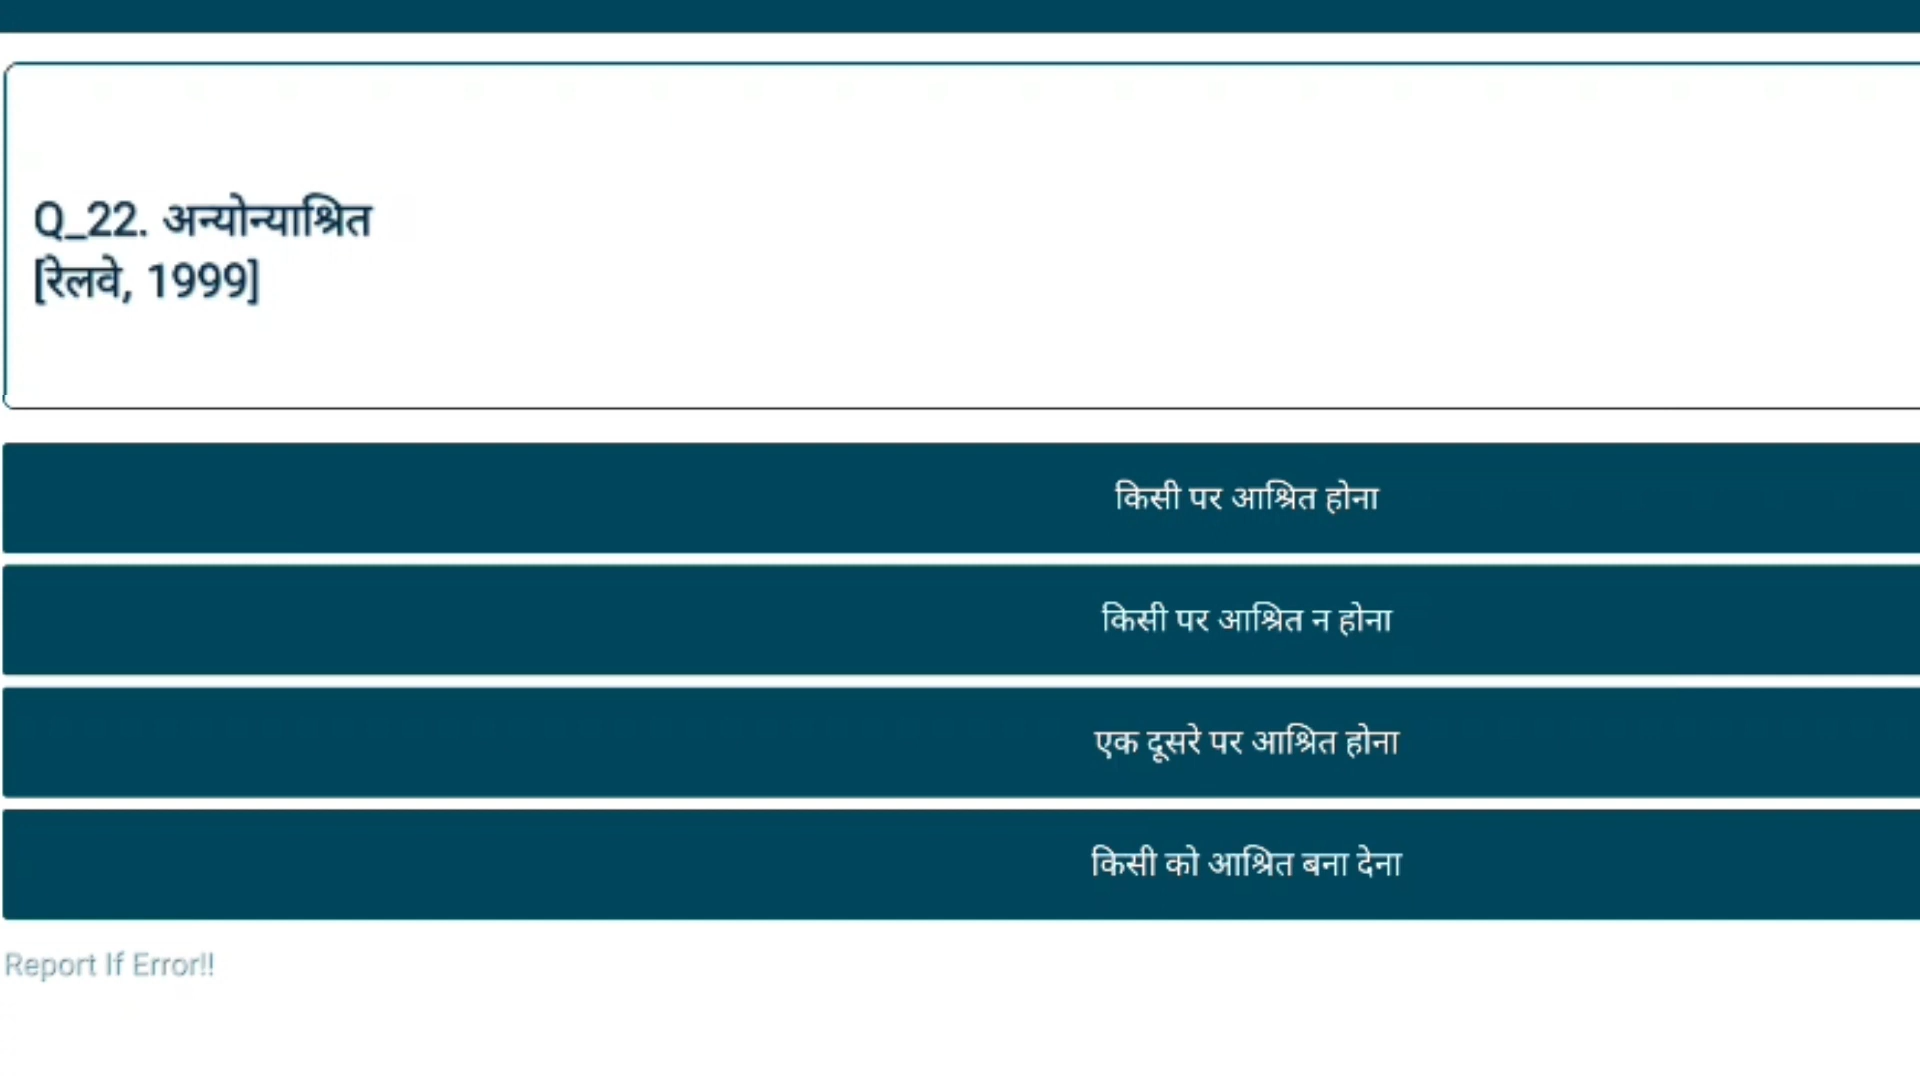 Q_22. अन्योन्याश्रित
[रेलवे, 1999]
किसी पर आश्रित होना
किसी पर आश्रित न होना
एक दूसरे पर आश्रित होना
किसी को आश्रित बना देना
Report If Error!!